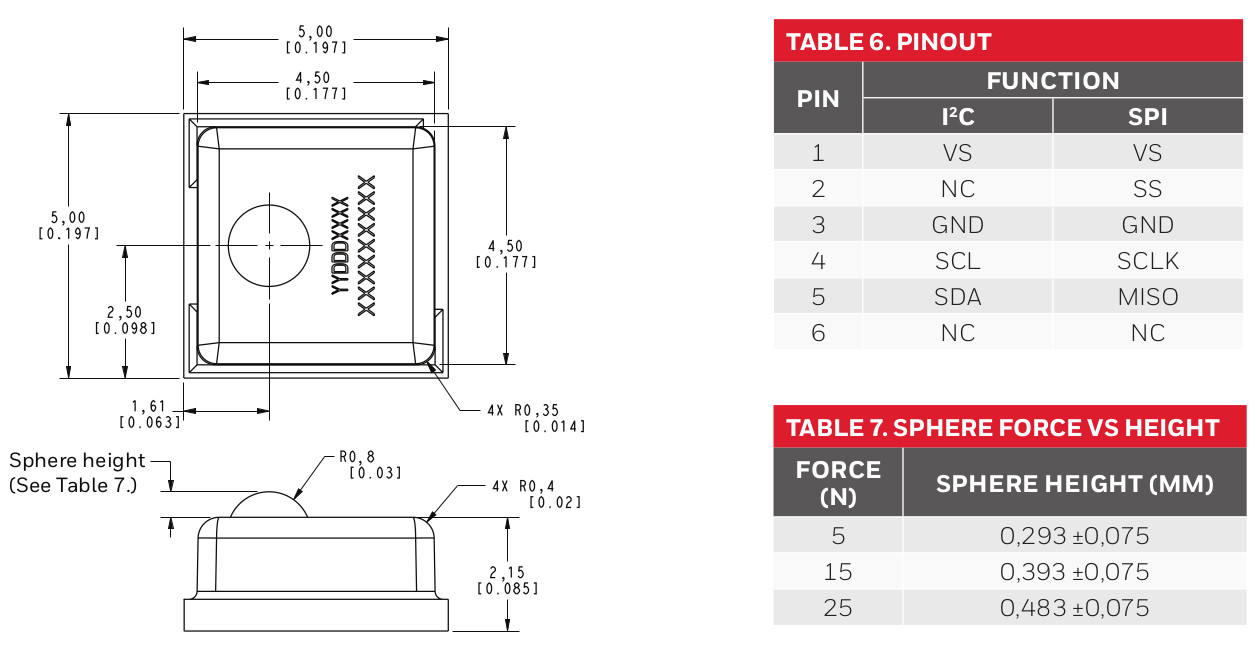 5,00
[0.197]
4,50
[0.177]
5,00
[0.197]
2,50
[0.098]
4,50
[0.177]
YYDDDXXXX
XXXXXXXXXX
1,61
[0.063]
4X R0,35
[0.014]
Sphere height
(See Table 7.)
R0,8
[0.03]
4X R0,4
[0.02]
2,15
[0.085]
TABLE 6. PINOUT
PIN FUNCTION
I²C SPI
1 VS VS
2 NC SS
3 GND GND
4 SCL SCLK
5 SDA MISO
6 NC NC
TABLE 7. SPHERE FORCE VS HEIGHT
FORCE
(N) SPHERE HEIGHT (MM)
5 0,293 ±0,075
15 0,393 ±0,075
25 0,483 ±0,075